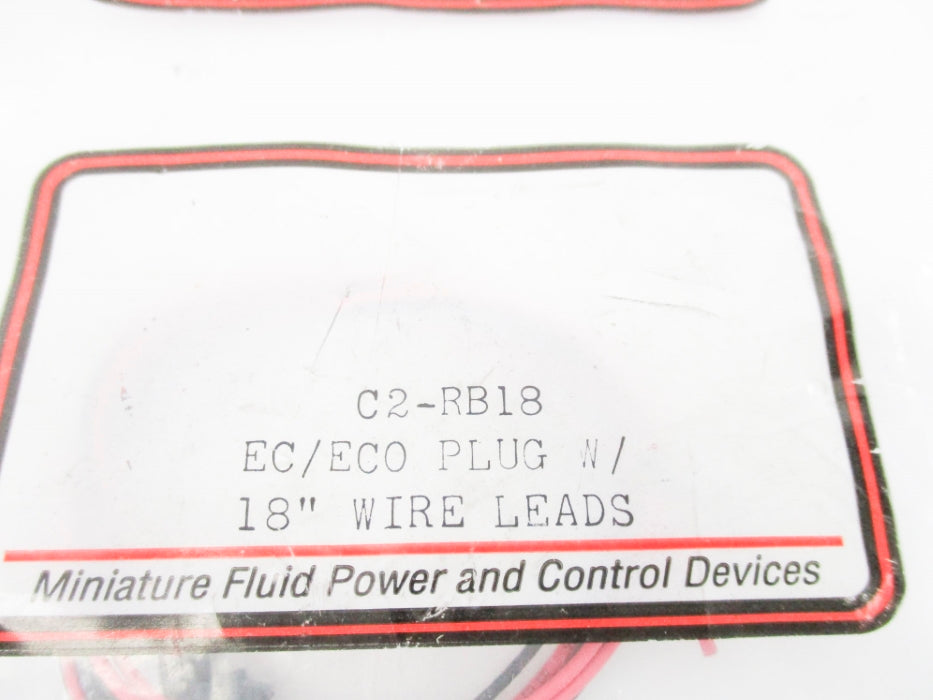 C2-RB18
EC/ECO PLUG W/
18" WIRE LEADS
Miniature Fluid Power and Control Devices